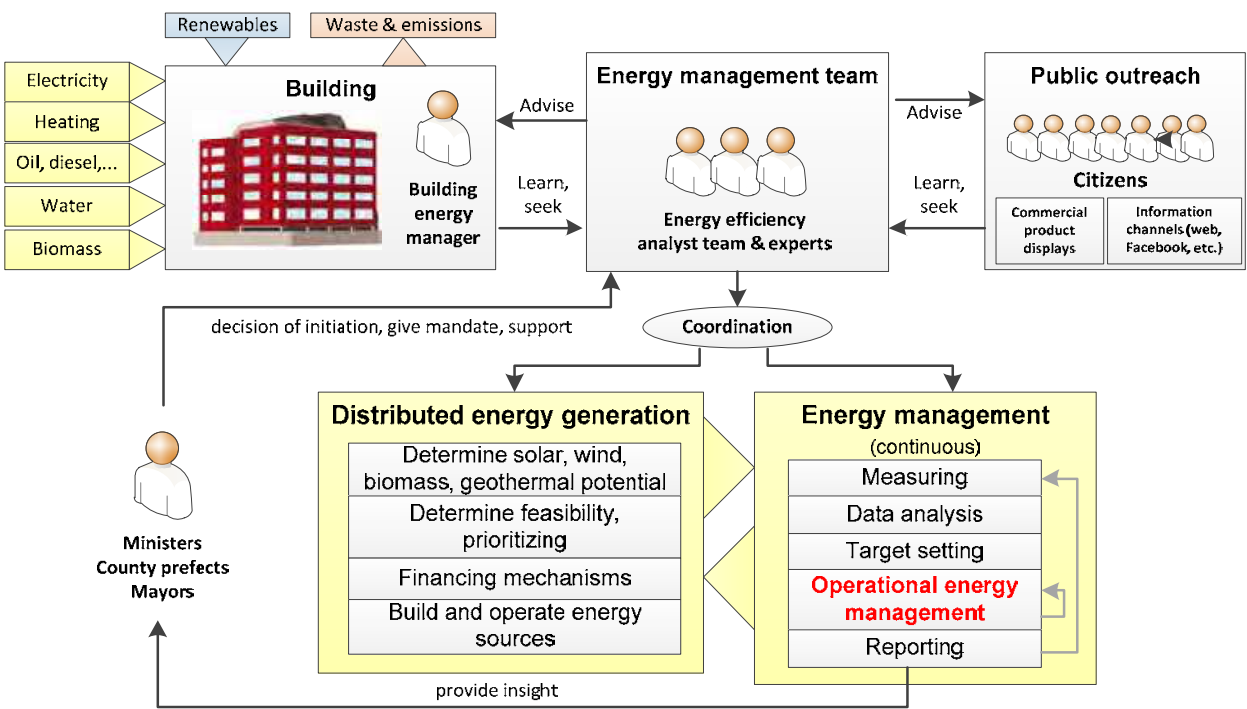 Renewables
Waste & emissions
Electricity
Heating
Oil, diesel,...
Water
Biomass
Building
Building
energy
manager
Advise
Learn,
seek
Energy management team
Energy efficiency
analyst team & experts
Advise
Learn,
seek
Public outreach
Citizens
Commercial
product
displays
Information
channels (web,
Facebook, etc.)
decision of initiation, give mandate, support
Coordination
Ministers
County prefects
Mayors
Distributed energy generation
Determine solar, wind,
biomass, geothermal potential
Determine feasibility,
prioritizing
Financing mechanisms
Build and operate energy
sources
Energy management
(continuous)
Measuring
Data analysis
Target setting
Operational energy
management
Reporting
provide insight